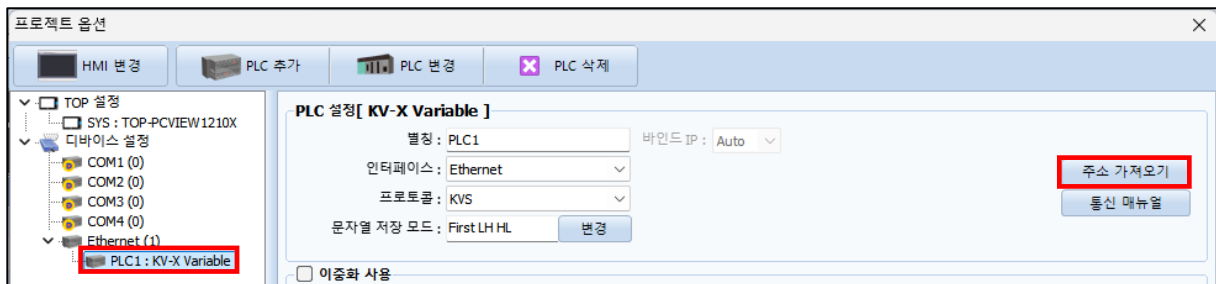 프로젝트 옵션
HMI 변경
PLC 추가
PLC 변경
PLC 삭제
TOP 설정
SYS : TOP-PCVIEW1210X
디바이스 설정
COM1 (0)
COM2 (0)
COM3 (0)
COM4 (0)
Ethernet (1)
PLC1 : KV-X Variable
PLC 설정[ KV-X Variable ]
별칭 : PLC1
바인드 IP : Auto
인터페이스 : Ethernet
주소 가져오기
프로토콜 : KVS
통신 매뉴얼
문자열 저장 모드 : First LH HL 변경
이중화 사용